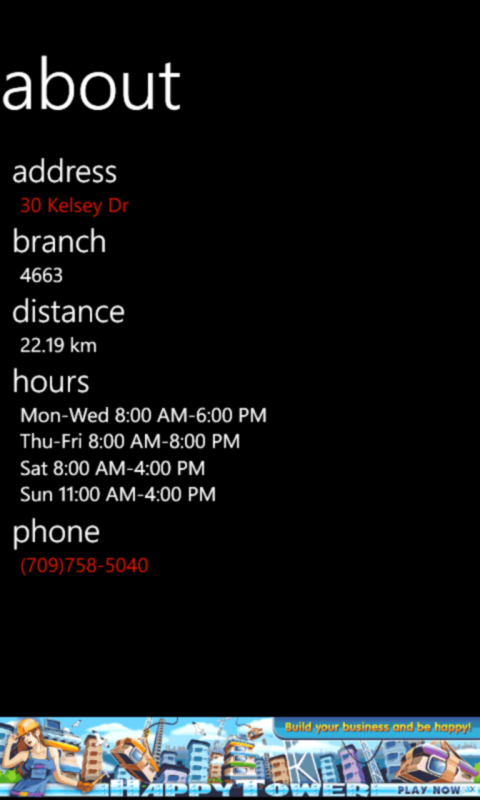 about
address
30 Kelsey Dr
branch
4663
distance
22.19 km
hours
Mon-Wed 8:00 AM-6:00 PM
Thu-Fri 8:00 AM-8:00 PM
Sat 8:00 AM-4:00 PM
Sun 11:00 AM-4:00 PM
phone
(709)758-5040
Build your business and be happy!
HAPPY TOWER!
PLAY NOW